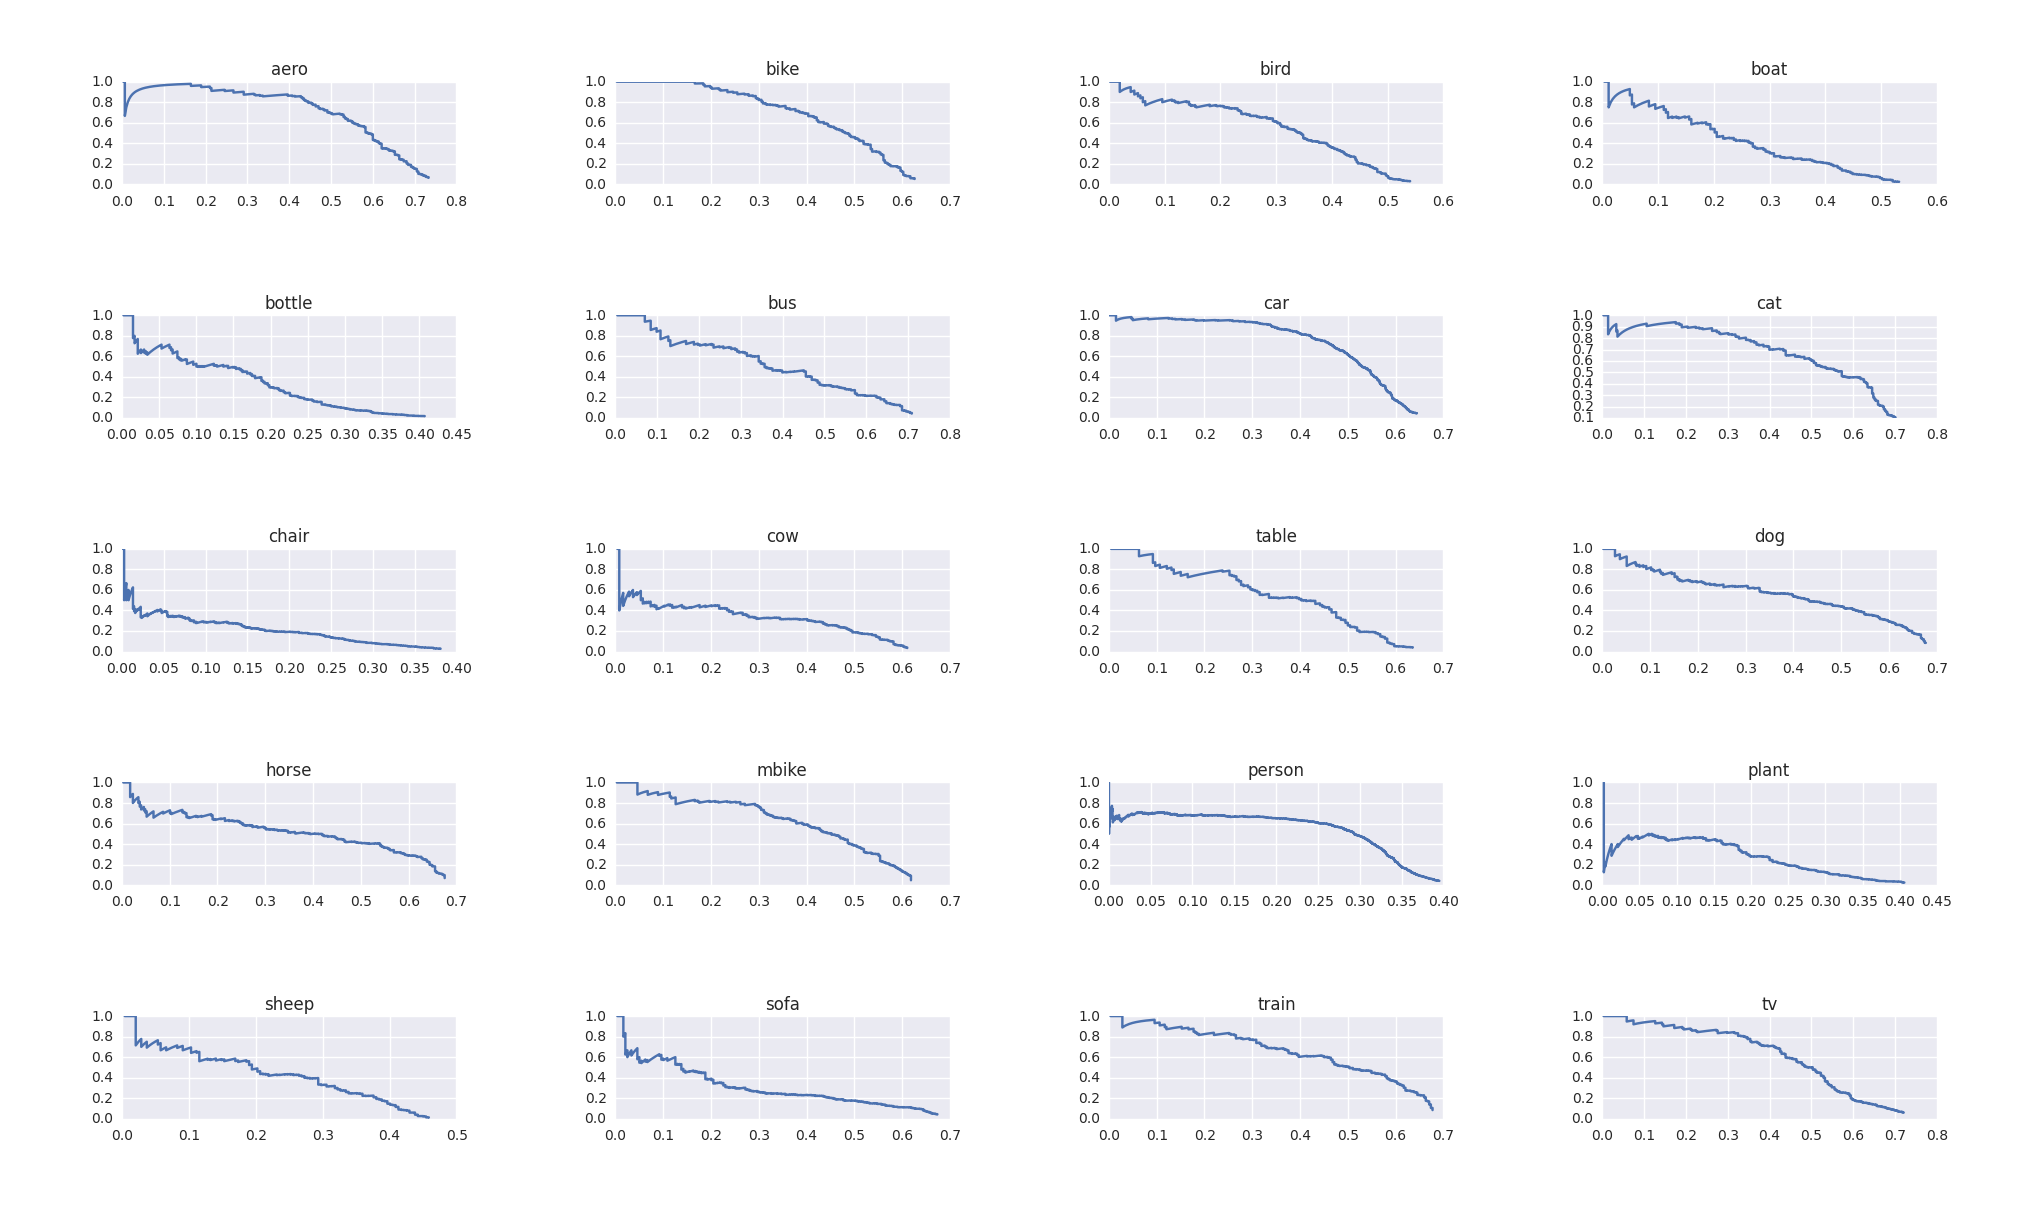 aero bike bird boat
1.0 1.0 1.0 1.0
0.8 0.8 0.8 0.8
0.6 0.6 0.6 0.6
0.4 0.4 0.4 0.4
0.2 0.2 0.2 0.2
0.0 0.0 0.0 0.0
0.0 0.1 0.2 0.3 0.4 0.5 0.6 0.7 0.8 0.0 0.1 0.2 0.3 0.4 0.5 0.6 0.7 0.0 0.1 0.2 0.3 0.4 0.5 0.6 0.0 0.1 0.2 0.3 0.4 0.5 0.6
bottle bus car cat
1.0 1.0 1.0 1.0
0.9
0.8 0.8 0.8 0.8
0.7
0.6 0.6 0.6 0.6
0.5
0.4 0.4 0.4 0.4
0.3
0.2 0.2 0.2 0.2
0.0 0.0 0.0 0.1
0.00 0.05 0.10 0.15 0.20 0.25 0.30 0.35 0.40 0.45 0.0 0.1 0.2 0.3 0.4 0.5 0.6 0.7 0.8 0.0 0.1 0.2 0.3 0.4 0.5 0.6 0.7 0.0 0.1 0.2 0.3 0.4 0.5 0.6 0.7 0.8
chair cow table dog
1.0 1.0 1.0 1.0
0.8 0.8 0.8 0.8
0.6 0.6 0.6 0.6
0.4 0.4 0.4 0.4
0.2 0.2 0.2 0.2
0.0 0.0 0.0 0.0
0.00 0.05 0.10 0.15 0.20 0.25 0.30 0.35 0.40 0.0 0.1 0.2 0.3 0.4 0.5 0.6 0.7 0.0 0.1 0.2 0.3 0.4 0.5 0.6 0.7 0.0 0.1 0.2 0.3 0.4 0.5 0.6 0.7
horse mbike person plant
1.0 1.0 1.0 1.0
0.8 0.8 0.8 0.8
0.6 0.6 0.6 0.6
0.4 0.4 0.4 0.4
0.2 0.2 0.2 0.2
0.0 0.0 0.0 0.0
0.0 0.1 0.2 0.3 0.4 0.5 0.6 0.7 0.0 0.1 0.2 0.3 0.4 0.5 0.6 0.7 0.00 0.05 0.10 0.15 0.20 0.25 0.30 0.35 0.40 0.00 0.05 0.10 0.15 0.20 0.25 0.30 0.35 0.40 0.45
sheep sofa train tv
1.0 1.0 1.0 1.0
0.8 0.8 0.8 0.8
0.6 0.6 0.6 0.6
0.4 0.4 0.4 0.4
0.2 0.2 0.2 0.2
0.0 0.0 0.0 0.0
0.0 0.1 0.2 0.3 0.4 0.5 0.0 0.1 0.2 0.3 0.4 0.5 0.6 0.7 0.0 0.1 0.2 0.3 0.4 0.5 0.6 0.7 0.0 0.1 0.2 0.3 0.4 0.5 0.6 0.7 0.8